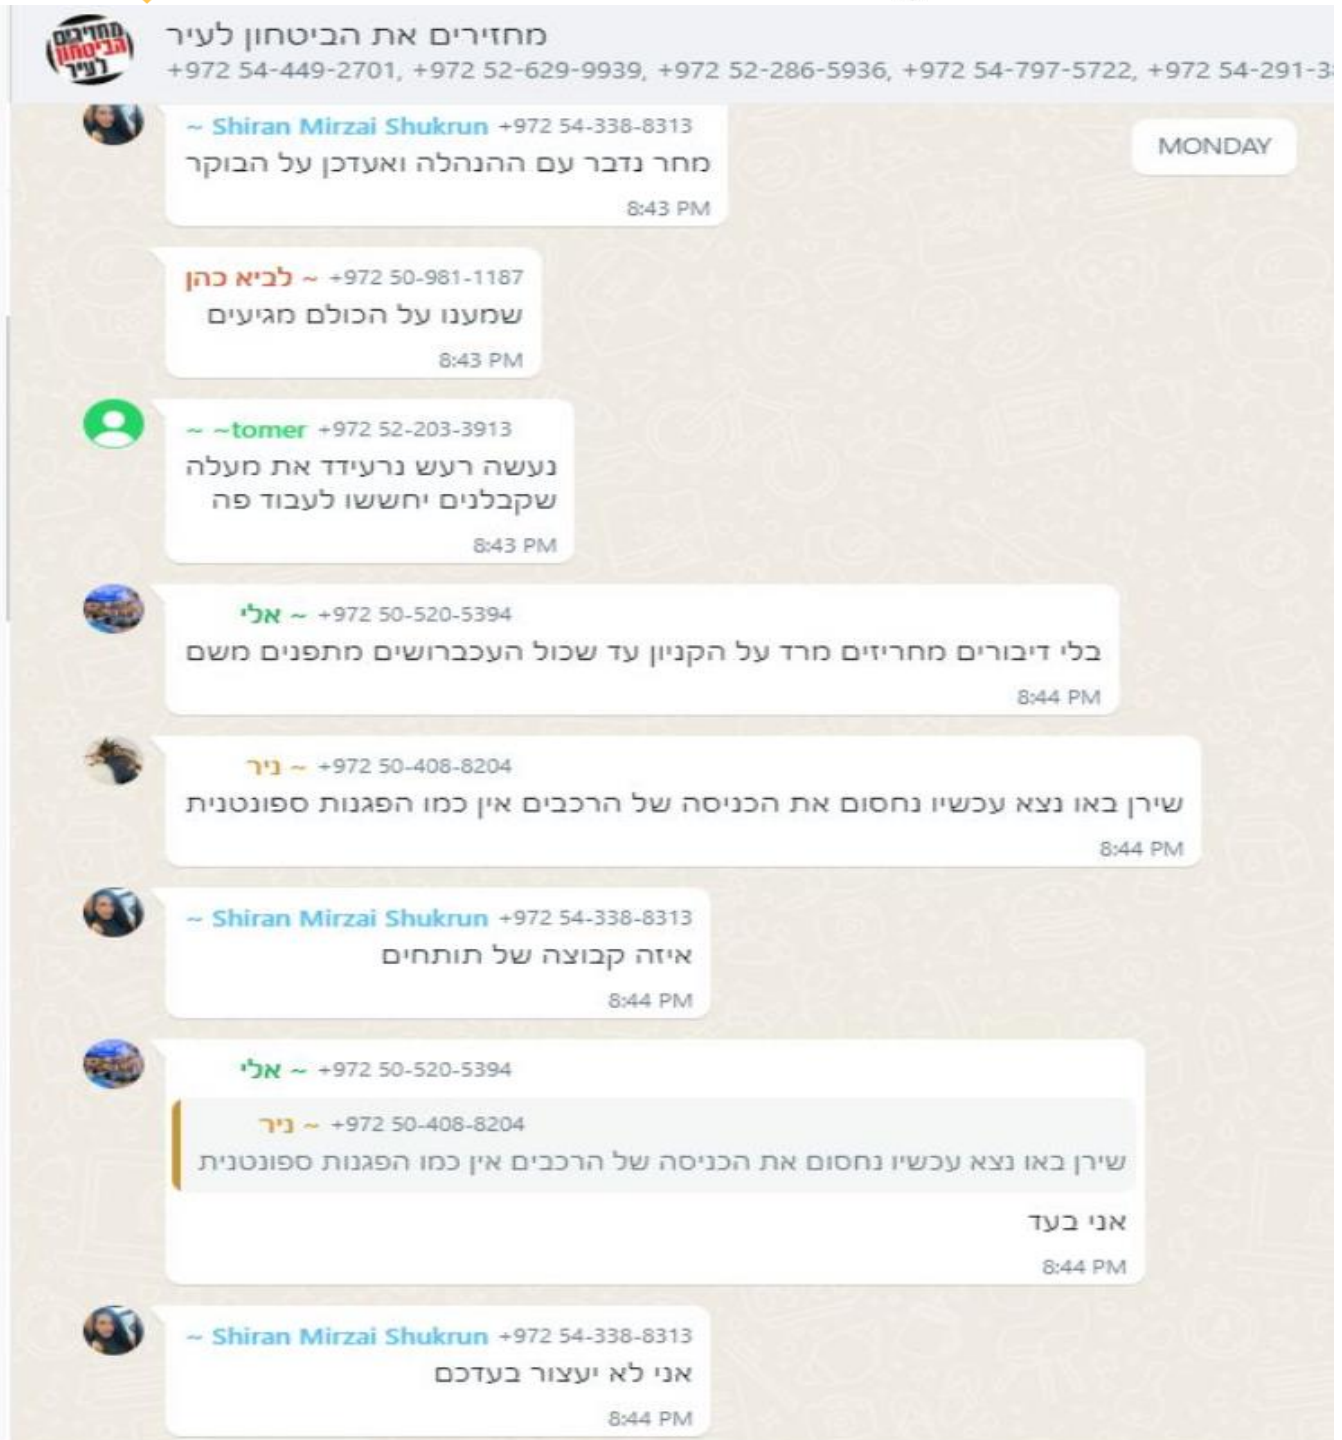 מחזירים
הביטחון
לעיר
מחזירים את הביטחון לעיר
+972 54-449-2701, +972 52-629-9939, +972 52-286-5936, +972 54-797-5722, +972 54-291-3
MONDAY
~ Shiran Mirzai Shukrun +972 54-338-8313
מחר נדבר עם ההנהלה ואעדכן על הבוקר
8:43 PM
+972 50-981-1187 ~ לביא כהן
שמענו על הכולם מגיעים
8:43 PM
~ ~tomer +972 52-203-3913
נעשה רעש נרעידד את מעלה
שקבלנים יחששו לעבוד פה
8:43 PM
+972 50-520-5394 ~ אלי
בלי דיבורים מחריזים מרד על הקניון עד שכול העכברושים מתפנים משם
8:44 PM
+972 50-408-8204 ~ ניר
שירן באו נצא עכשיו נחסום את הכניסה של הרכבים אין כמו הפגנות ספונטנית
8:44 PM
~ Shiran Mirzai Shukrun +972 54-338-8313
איזה קבוצה של תותחים
8:44 PM
+972 50-520-5394 ~ אלי
+972 50-408-8204 ~ ניר
שירן באו נצא עכשיו נחסום את הכניסה של הרכבים אין כמו הפגנות ספונטנית
אני בעד
8:44 PM
~ Shiran Mirzai Shukrun +972 54-338-8313
אני לא יעצור בעדכם
8:44 PM